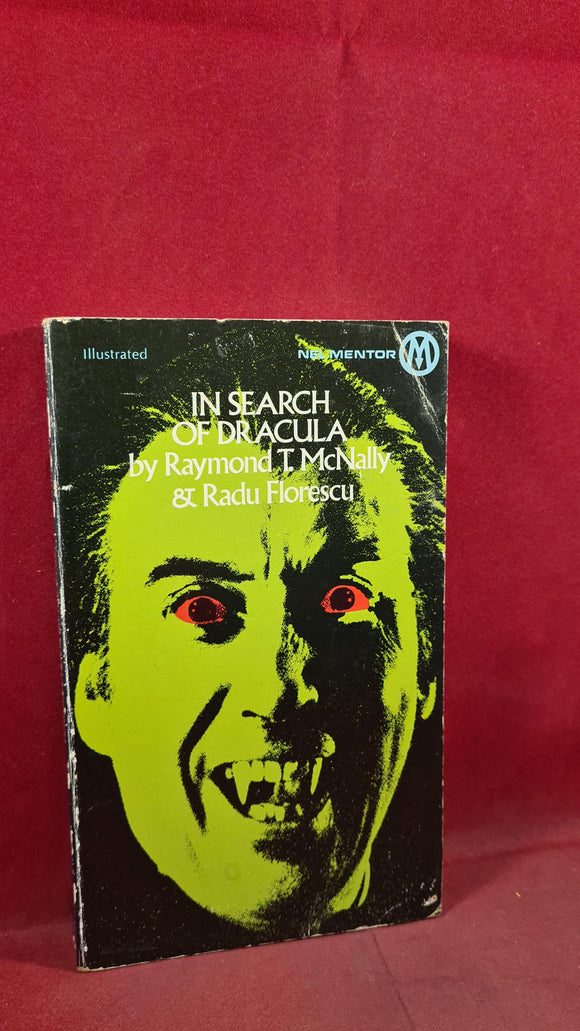 Illustrated
NEL MENTOR M
IN SEARCH
OF DRACULA
by Raymond T. McNally
& Radu Florescu